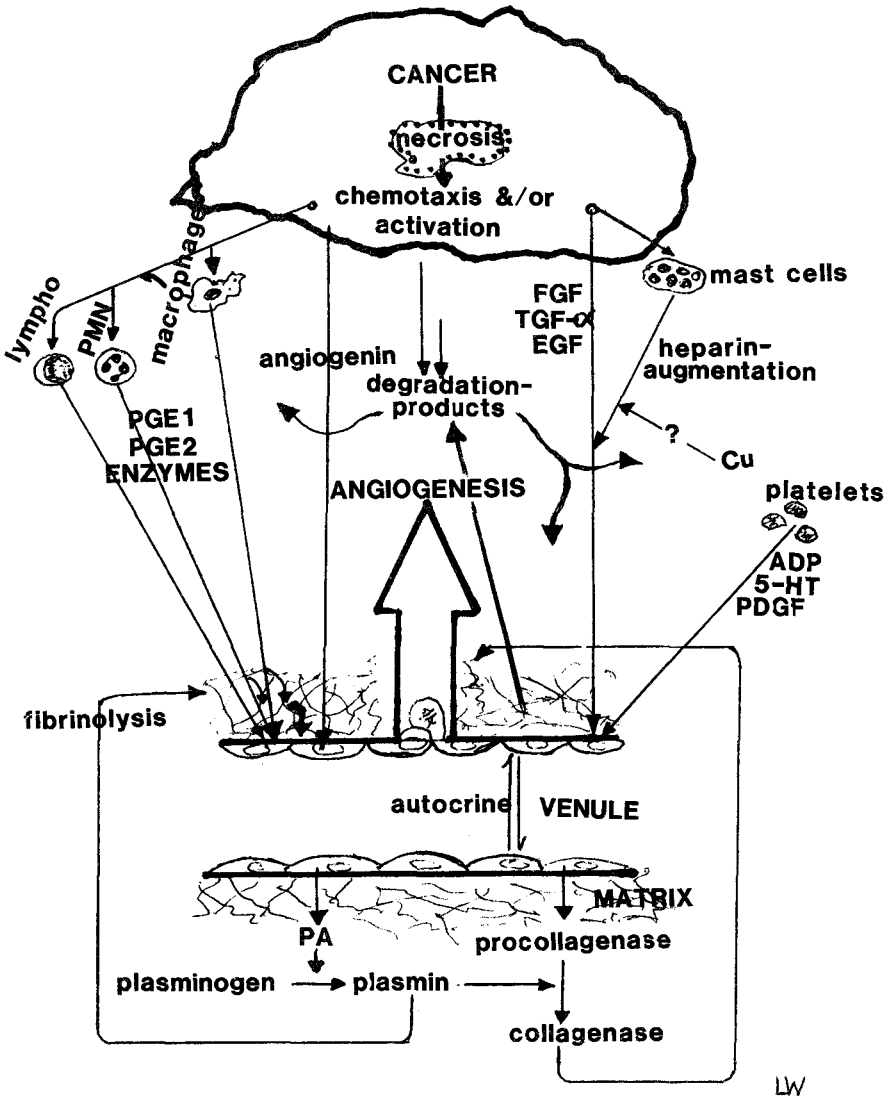 CANCER
necrosis
chemotaxis &/or
activation
macrophage
lympho
PMN
mast cells
FGF
TGF-α
EGF
angiogenin
heparin-
augmentation
degradation-
products
PGE1
PGE2
ENZYMES
?
Cu
ANGIOGENESIS
platelets
ADP
5-HT
PDGF
fibrinolysis
autocrine
VENULE
MATRIX
PA
procollagenase
plasminogen
plasmin
collagenase
LW